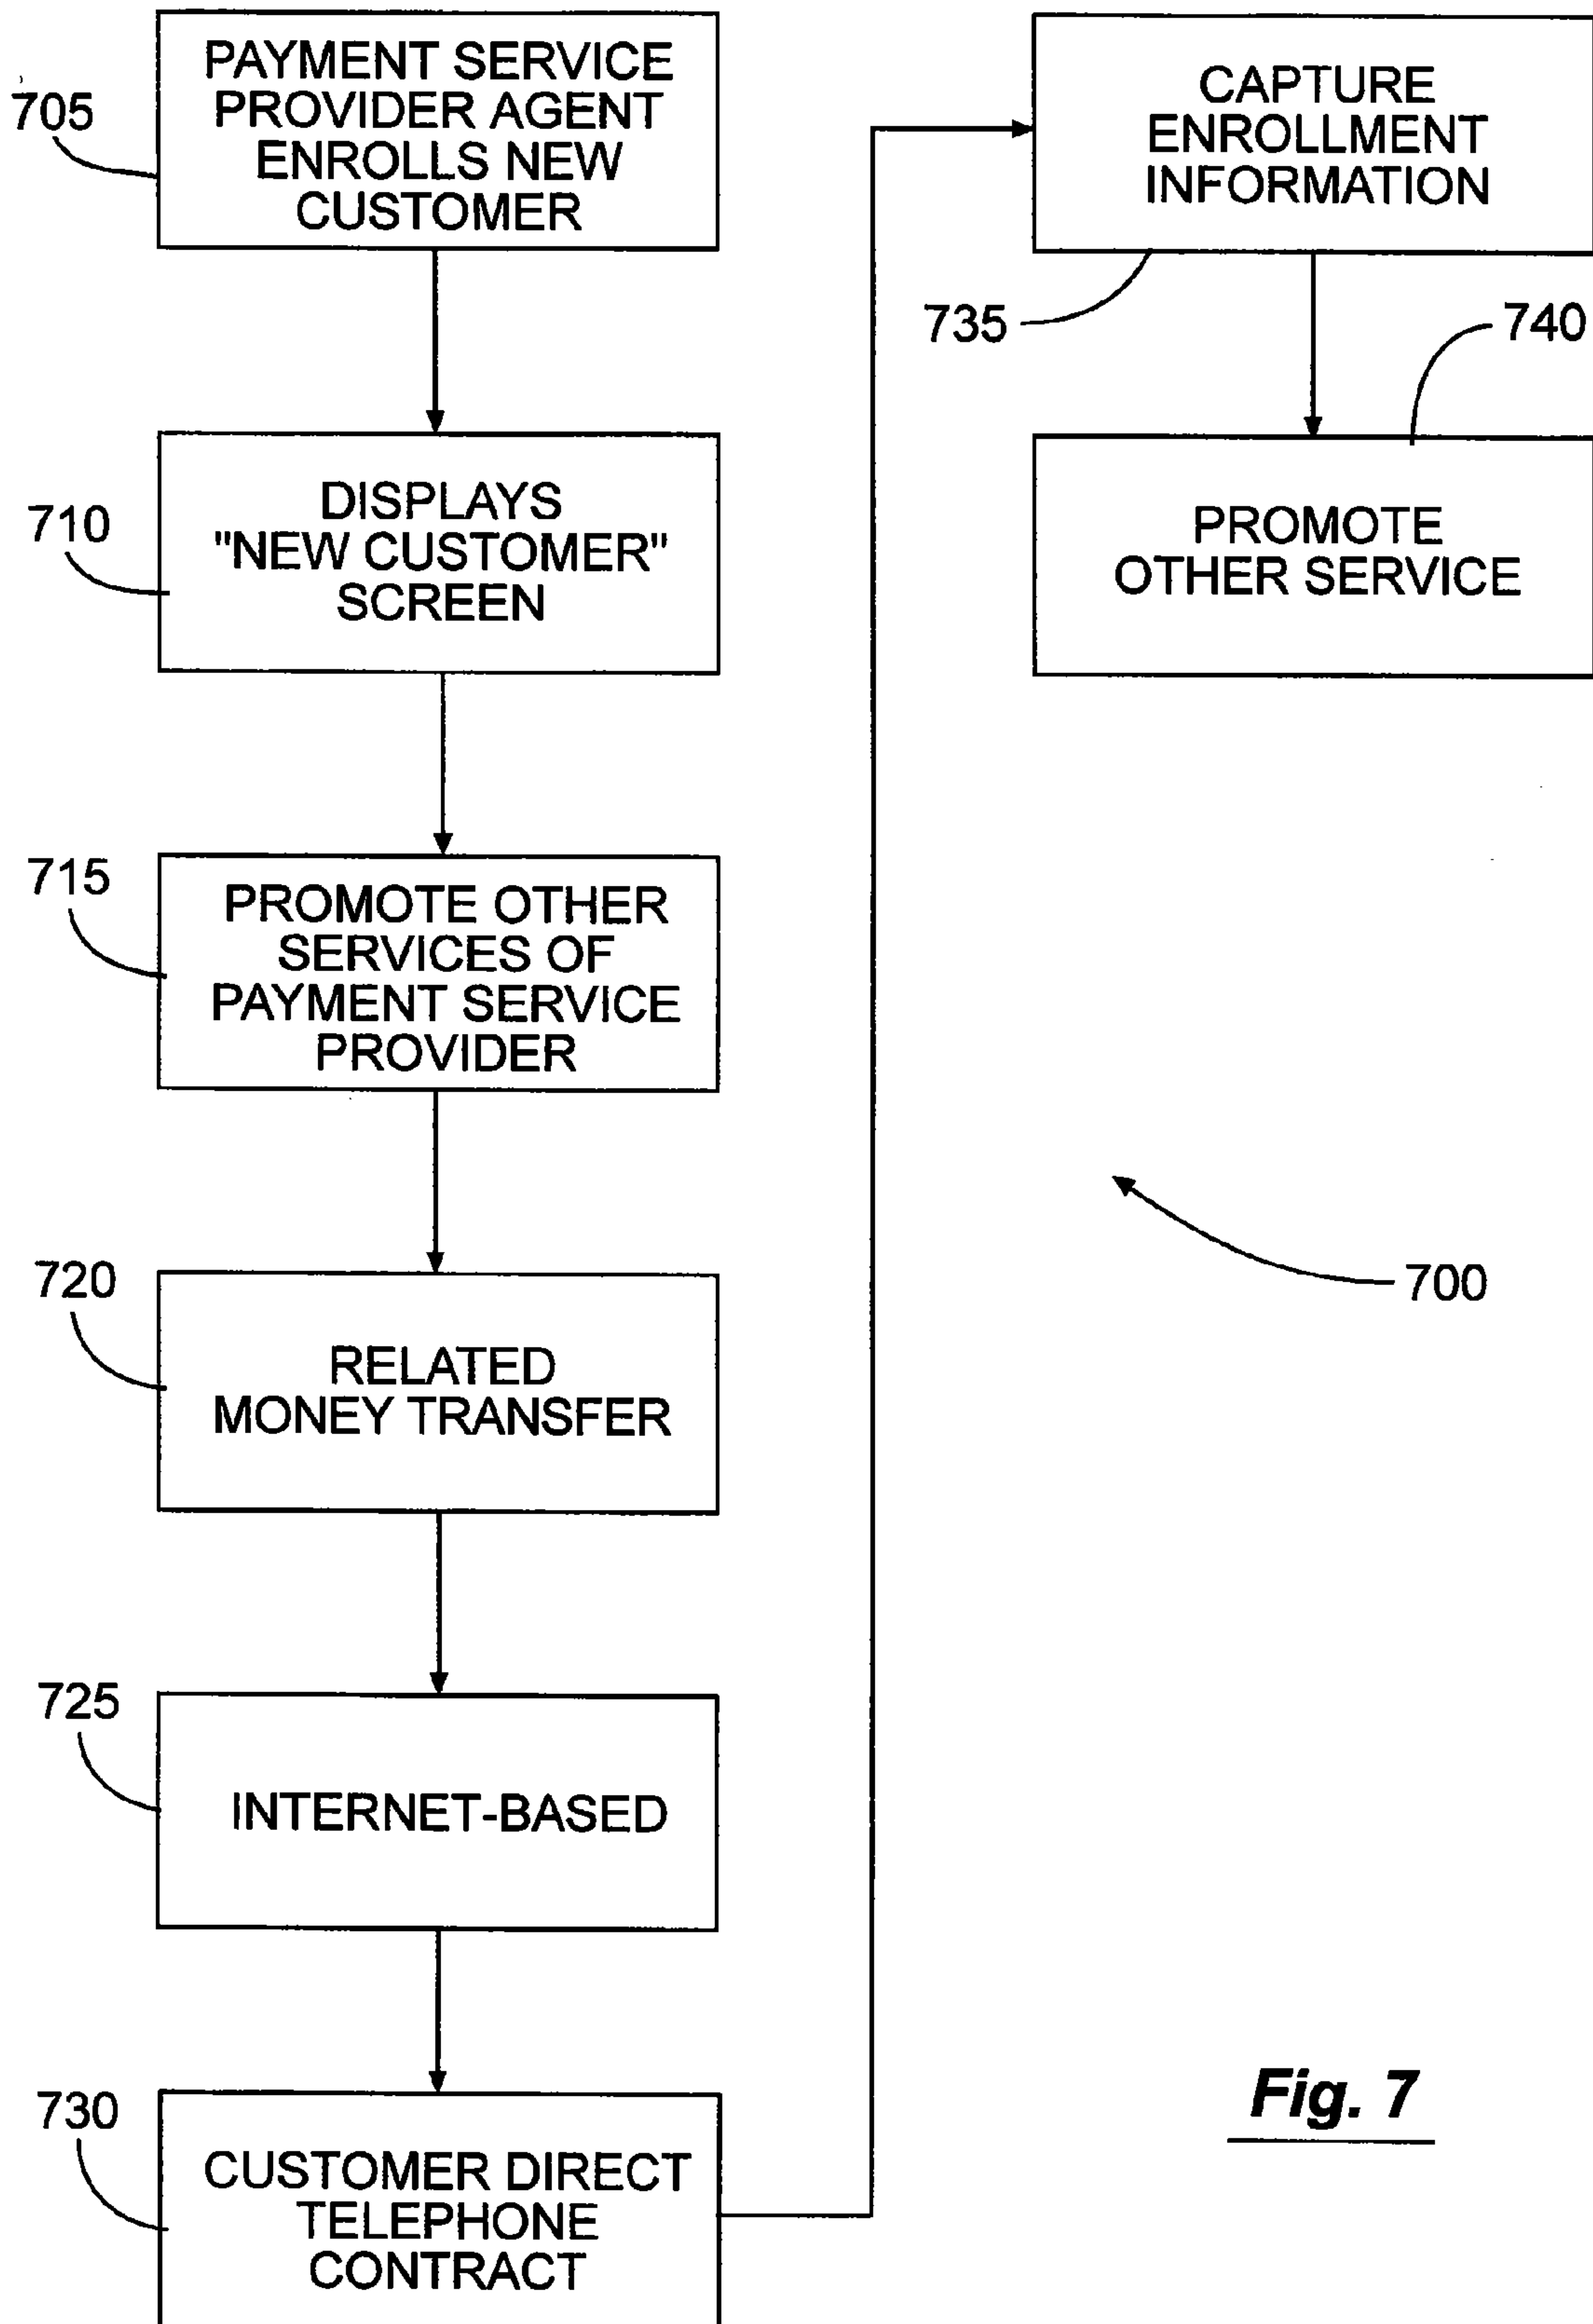 705
PAYMENT SERVICE
PROVIDER AGENT
ENROLLS NEW
CUSTOMER
710
DISPLAYS
"NEW CUSTOMER"
SCREEN
715
PROMOTE OTHER
SERVICES OF
PAYMENT SERVICE
PROVIDER
720
RELATED
MONEY TRANSFER
725
INTERNET-BASED
730
CUSTOMER DIRECT
TELEPHONE
CONTRACT
CAPTURE
ENROLLMENT
INFORMATION
735
740
PROMOTE
OTHER SERVICE
700
Fig. 7